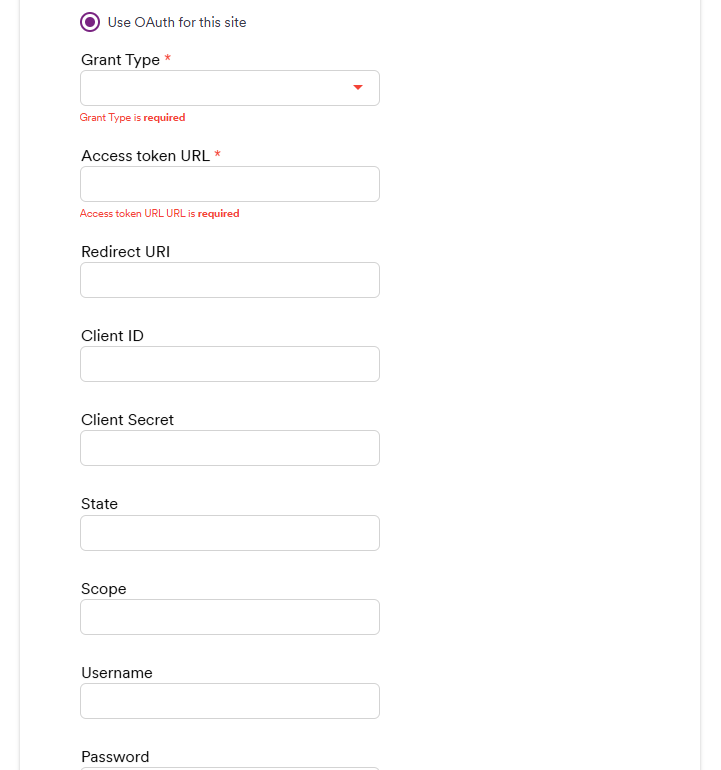 Use OAuth for this site
Grant Type *
Grant Type is required
Access token URL *
Access token URL URL is required
Redirect URI
Client ID
Client Secret
State
Scope
Username
Password